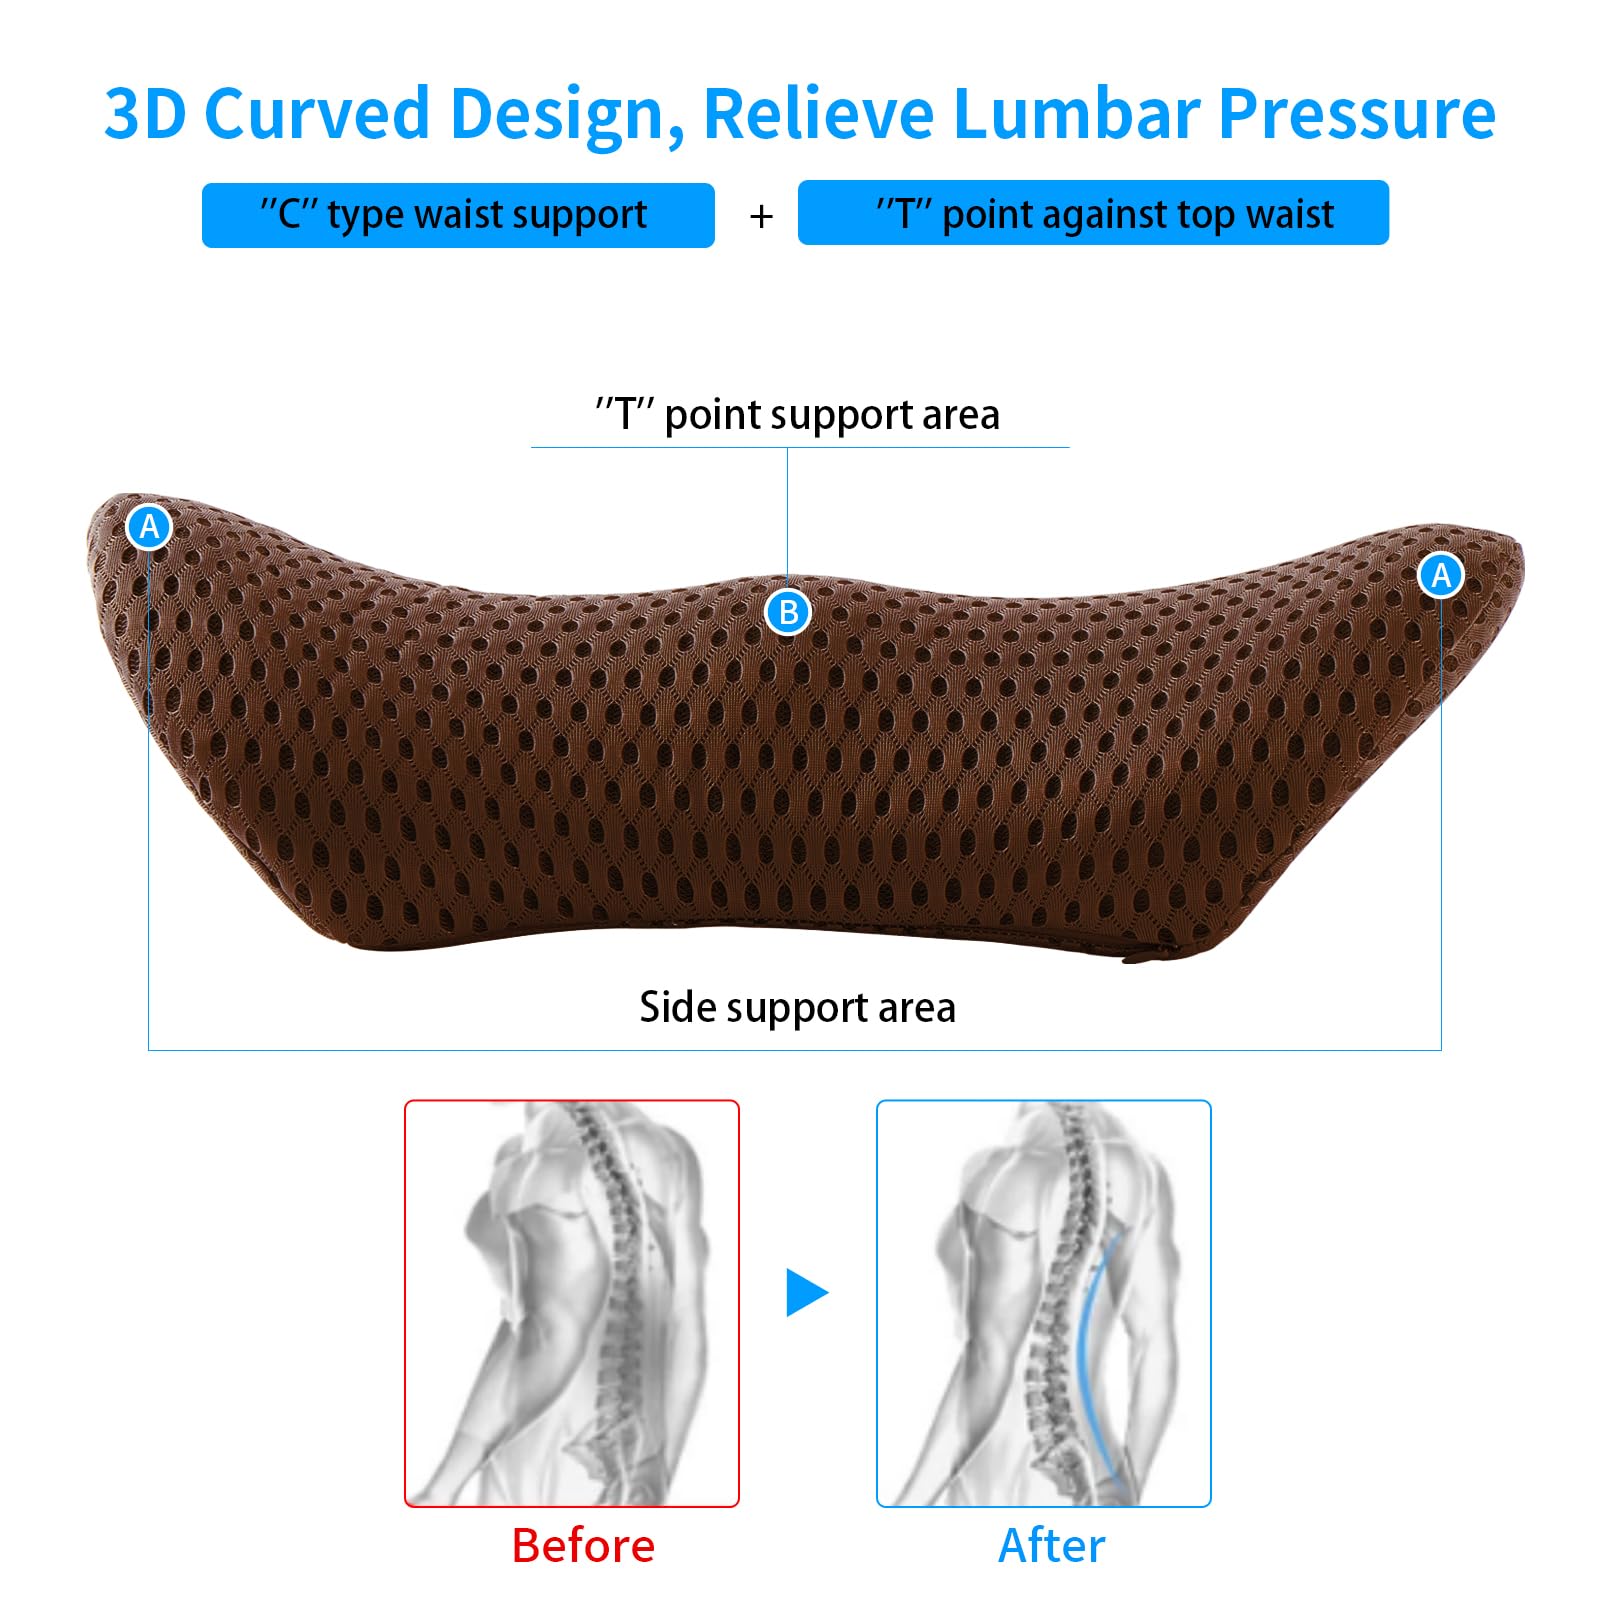 3D Curved Design, Relieve Lumbar Pressure
"C" type waist support + "T" point against top waist
"T" point support area
A
A
B
Side support area
Before
After